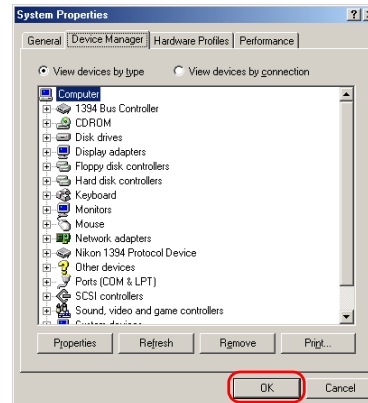 System Properties
General Device Manager Hardware Profiles Performance
View devices by type View devices by connection
Computer
1394 Bus Controller
CDROM
Disk drives
Display adapters
Floppy disk controllers
Hard disk controllers
Keyboard
Monitors
Mouse
Network adapters
Nikon 1394 Protocol Device
Other devices
Ports (COM & LPT)
SCSI controllers
Sound, video and game controllers
Properties Refresh Remove Print...
OK Cancel